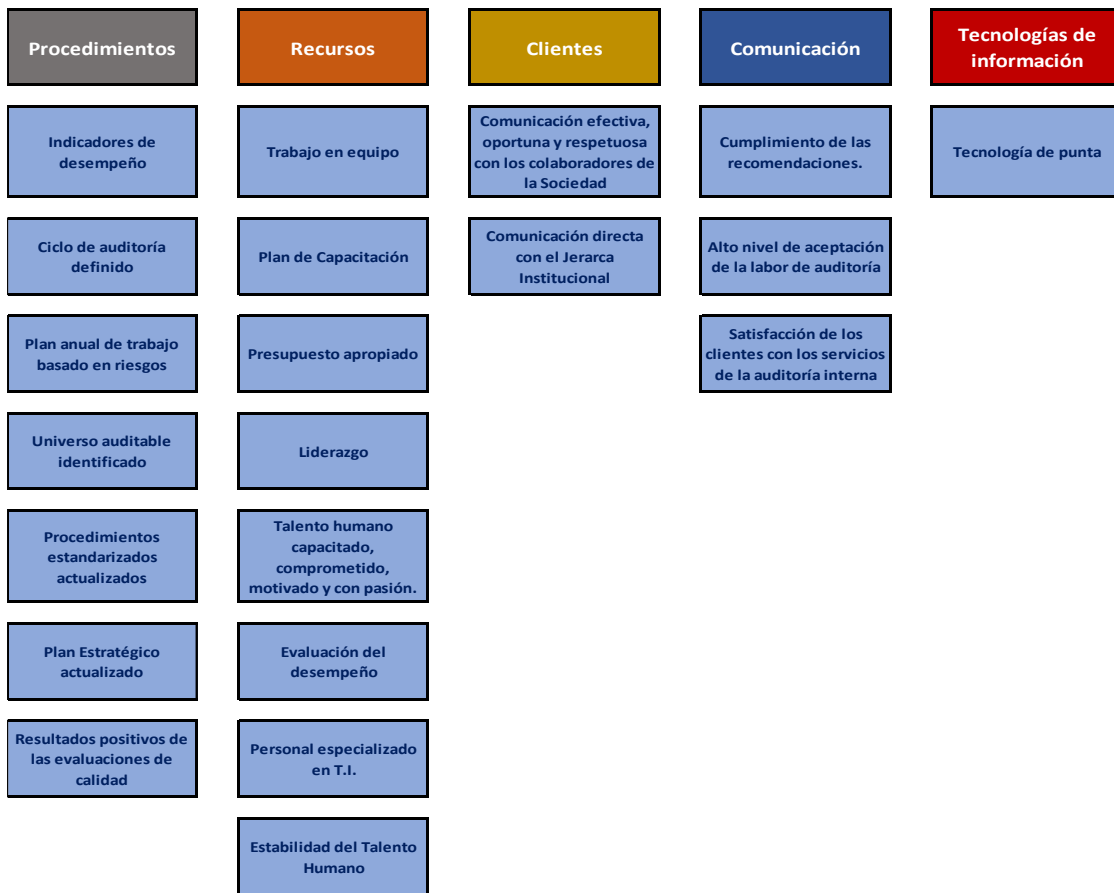 Procedimientos
Indicadores de
desempeño
Ciclo de auditoría
definido
Plan anual de trabajo
basado en riesgos
Universo auditable
identificado
Procedimientos
estandarizados
actualizados
Plan Estratégico
actualizado
Resultados positivos de
las evaluaciones de
calidad
Recursos
Trabajo en equipo
Plan de Capacitación
Presupuesto apropiado
Liderazgo
Talento humano
capacitado,
comprometido,
motivado y con pasión.
Evaluación del
desempeño
Personal especializado
en T.I.
Estabilidad del Talento
Humano
Clientes
Comunicación efectiva,
oportuna y respetuosa
con los colaboradores de
la Sociedad
Comunicación directa
con el Jerarca
Institucional
Comunicación
Cumplimiento de las
recomendaciones.
Alto nivel de aceptación
de la labor de auditoría
Satisfacción de los
clientes con los servicios
de la auditoría interna
Tecnologías de
información
Tecnología de punta